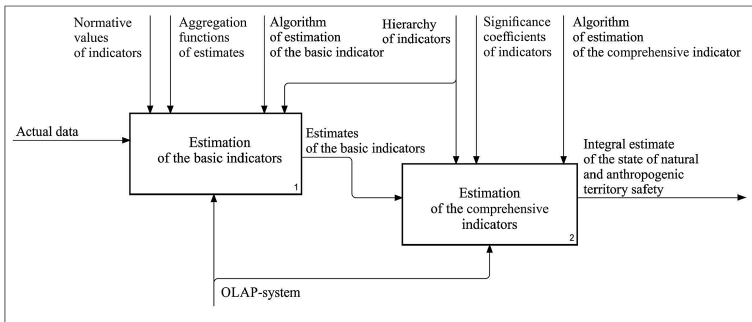 Normative
values
of indicators
Aggregation
functions
of estimates
Algorithm
of estimation
of the basic indicator
Hierarchy
of indicators
Significance
coefficients
of indicators
Algorithm
of estimation
of the comprehensive indicator
Actual data
Estimation
of the basic indicators
1
Estimates
of the basic indicators
Estimation
of the comprehensive
indicators
2
Integral estimate
of the state of natural
and anthropogenic
territory safety
OLAP-system